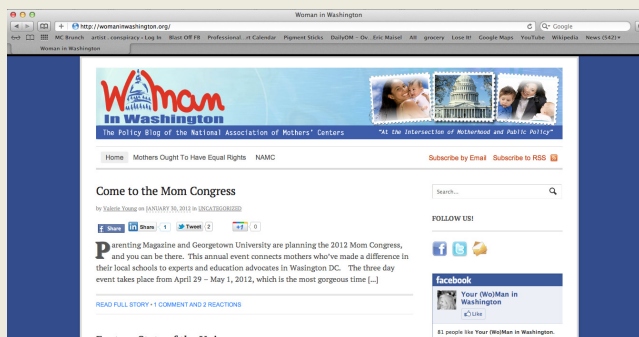 Woman in Washington
http://womaninwashington.org/
Google
MC Brunch artist...conspiracy • Log In Blast Off FB Professional...rt Calendar Pigment Sticks DailyOM – Ov...Eric Maisel All grocery Lose It! Google Maps YouTube Wikipedia News (542)▾
Woman in Washington
W(o)man
In Washington
The Policy Blog of the National Association of Mothers' Centers
"At the Intersection of Motherhood and Public Policy"
Home Mothers Ought To Have Equal Rights NAMC
Subscribe by Email Subscribe to RSS
Come to the Mom Congress
by Valerie Young on JANUARY 30, 2012 in UNCATEGORIZED
Share Share 1 Tweet 2 +1 0
Parenting Magazine and Georgetown University are planning the 2012 Mom Congress,
and you can be there. This annual event connects mothers who've made a difference in
their local schools to experts and education advocates in Wasington DC. The three day
event takes place from April 29 – May 1, 2012, which is the most gorgeous time [...]
READ FULL STORY • 1 COMMENT AND 2 REACTIONS
Search...
FOLLOW US!
facebook
Your (Wo)Man in
Washington
Like
81 people like Your (Wo)Man in Washington.